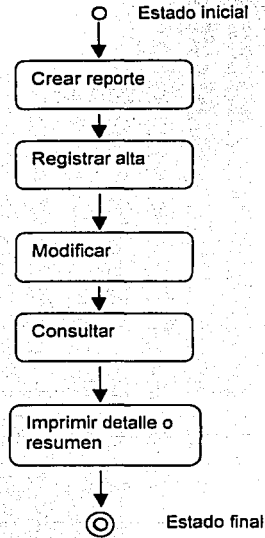 Estado inicial
Crear reporte
Registrar alta
Modificar
Consultar
Imprimir detalle o
resumen
Estado final